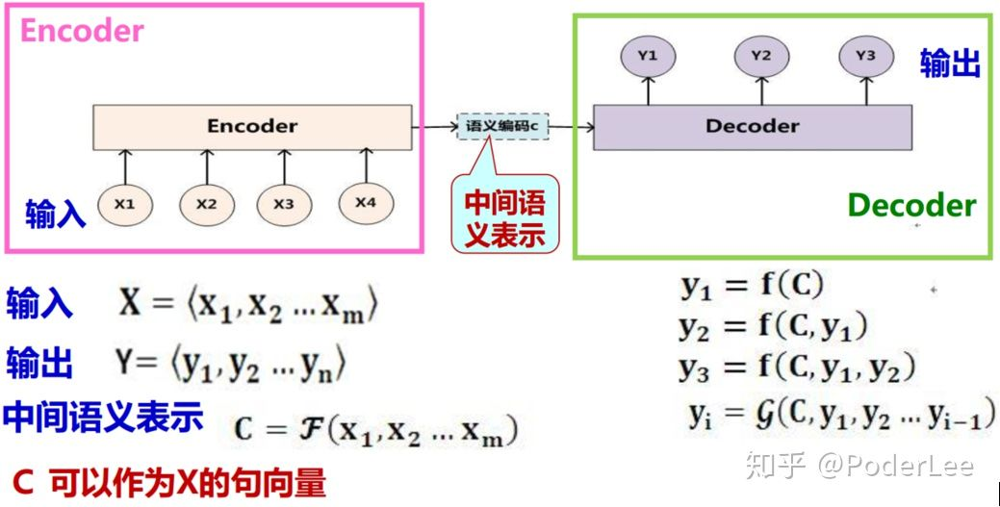 Encoder
Y1 Y2 Y3
输出
Encoder
语义编码c
Decoder
X1 X2 X3 X4
输入
中间语
义表示
Decoder
输入 X = ⟨x₁,x₂ …xₘ⟩
输出 Y= ⟨y₁,y₂ …yₙ⟩
中间语义表示 C = 𝓕(x₁,x₂ … xₘ)
C 可以作为X的句向量
y₁ = f(C)
y₂ = f(C,y₁)
y₃ = f(C,y₁,y₂)
yᵢ = 𝓖(C,y₁,y₂ …yᵢ₋₁)
知乎 @PoderLee